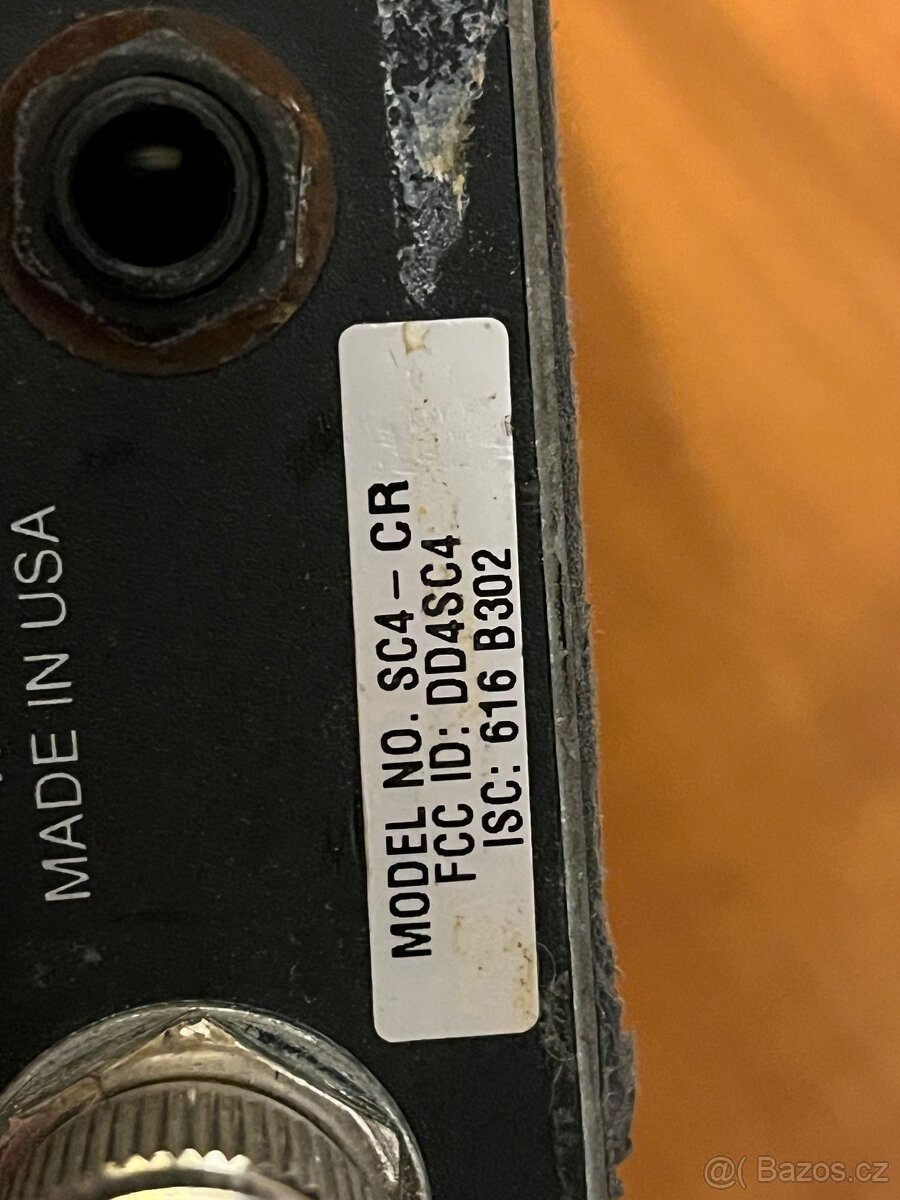 MADE IN USA
MODEL NO. SC4-CR
FCC ID: DD4SC4
ISC: 616 B302
@( Bazos.cz